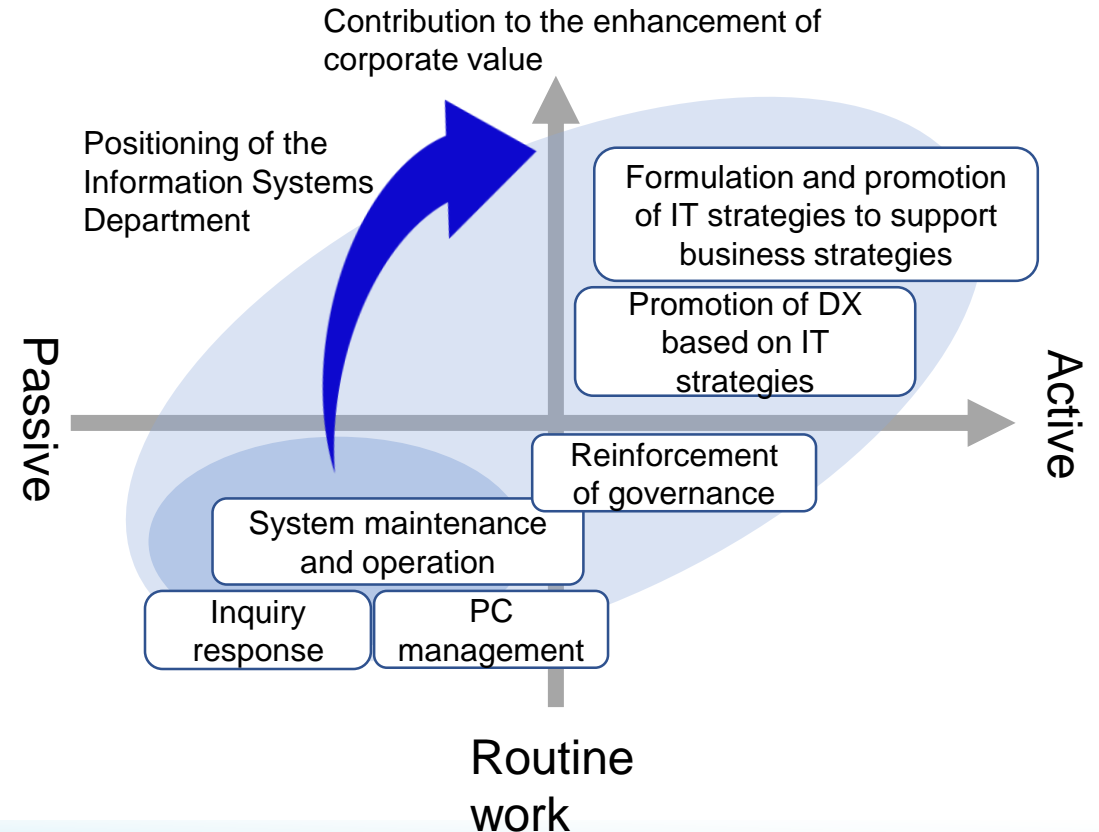 Contribution to the enhancement of
corporate value
Positioning of the
Information Systems
Department
Formulation and promotion
of IT strategies to support
business strategies
Promotion of DX
based on IT
strategies
Passive
Active
Reinforcement
of governance
System maintenance
and operation
Inquiry
response
PC
management
Routine
work